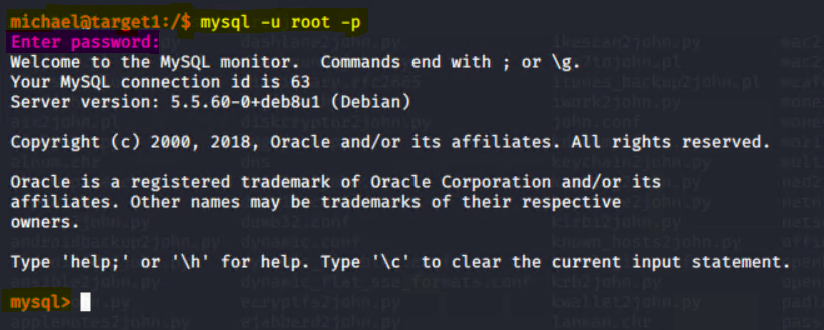 michael@target1:/$ mysql -u root -p
Enter password:
Welcome to the MySQL monitor.  Commands end with ; or \g.
Your MySQL connection id is 63
Server version: 5.5.60-0+deb8u1 (Debian)

Copyright (c) 2000, 2018, Oracle and/or its affiliates. All rights reserved.

Oracle is a registered trademark of Oracle Corporation and/or its
affiliates. Other names may be trademarks of their respective
owners.

Type 'help;' or '\h' for help. Type '\c' to clear the current input statement.

mysql>